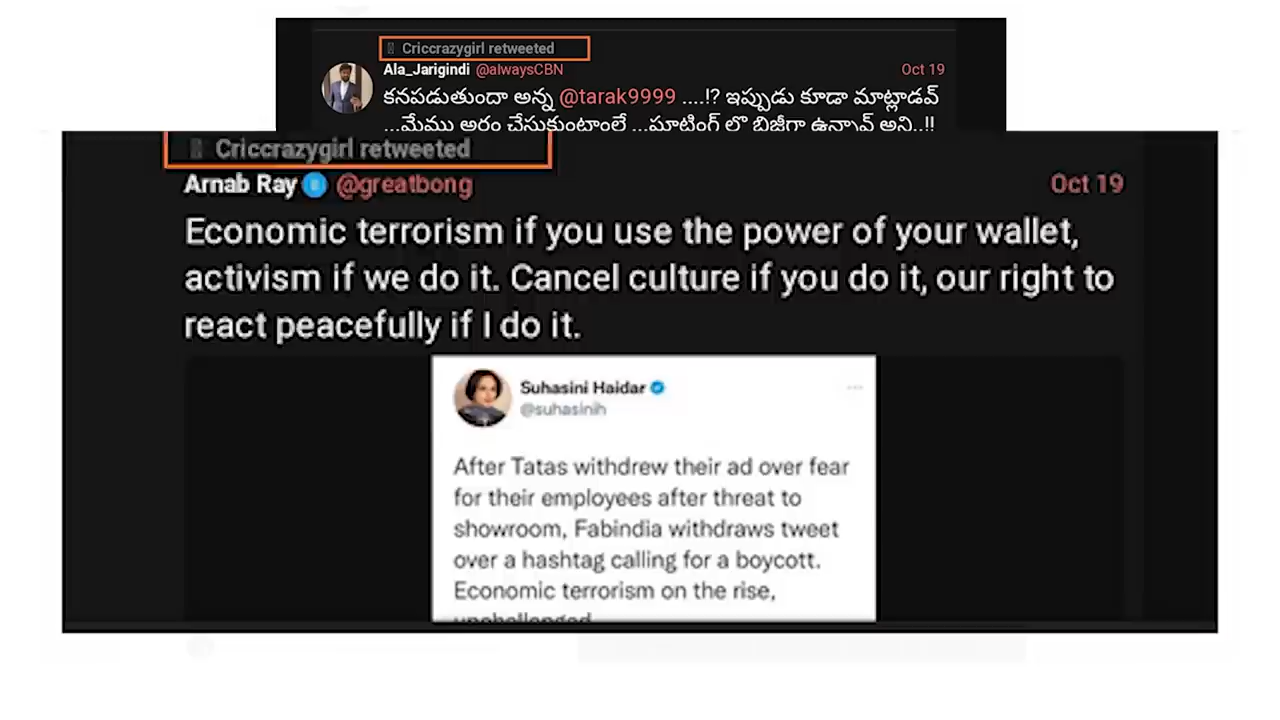 Criccrazygirl retweeted
Ala_Jarigindi @alwaysCBN
Oct 19
కనపడుతుందా అన్న @tarak9999 ....!? ఇప్పుడు కూడా మాట్లాడవ్
...మేము అర్థం చేసుకుంటాంలే ...షూటింగ్ లొ బిజీగా ఉన్నావ్ అని..!!
Criccrazygirl retweeted
Arnab Ray @greatbong
Oct 19
Economic terrorism if you use the power of your wallet,
activism if we do it. Cancel culture if you do it, our right to
react peacefully if I do it.
Suhasini Haidar
@suhasinih
After Tatas withdrew their ad over fear
for their employees after threat to
showroom, Fabindia withdraws tweet
over a hashtag calling for a boycott.
Economic terrorism on the rise,
unchallenged